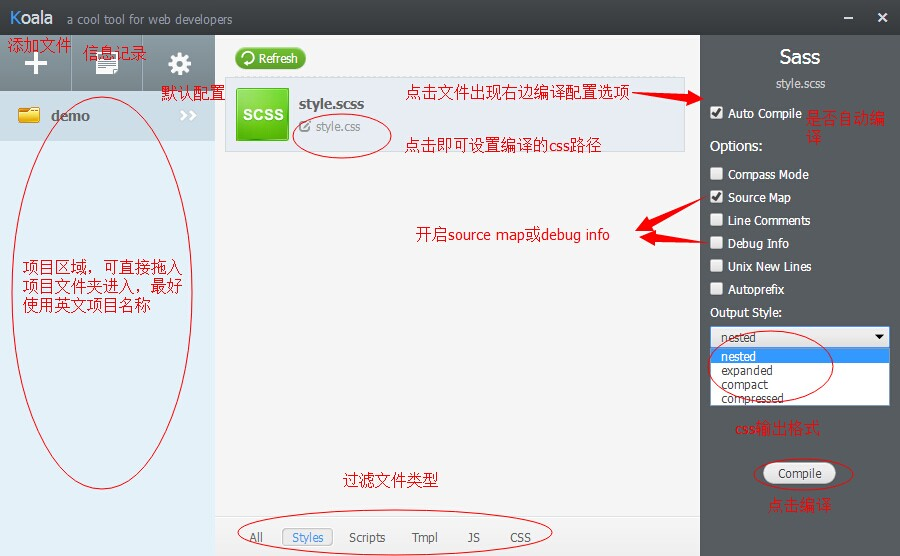 Koala a cool tool for web developers
添加文件
信息记录
默认配置
demo
项目区域，可直接拖入
项目文件夹进入，最好
使用英文项目名称
Refresh
SCSS
style.scss
style.css
点击文件出现右边编译配置选项
点击即可设置编译的css路径
开启source map或debug info
过滤文件类型
All Styles Scripts Tmpl JS CSS
Sass
style.scss
Auto Compile
是否自动编
译
Options:
Compass Mode
Source Map
Line Comments
Debug Info
Unix New Lines
Autoprefix
Output Style:
nested
nested
expanded
compact
compressed
css输出格式
Compile
点击编译